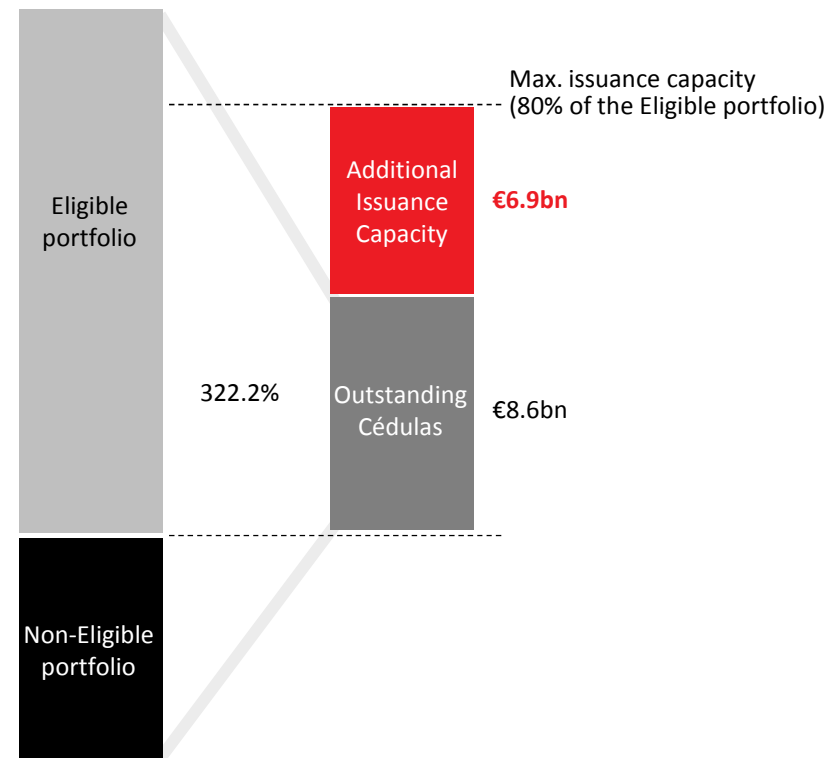 Max. issuance capacity
(80% of the Eligible portfolio)
Additional
Issuance
Capacity
€6.9bn
Eligible
portfolio
322.2%
Outstanding
Cédulas
€8.6bn
Non-Eligible
portfolio